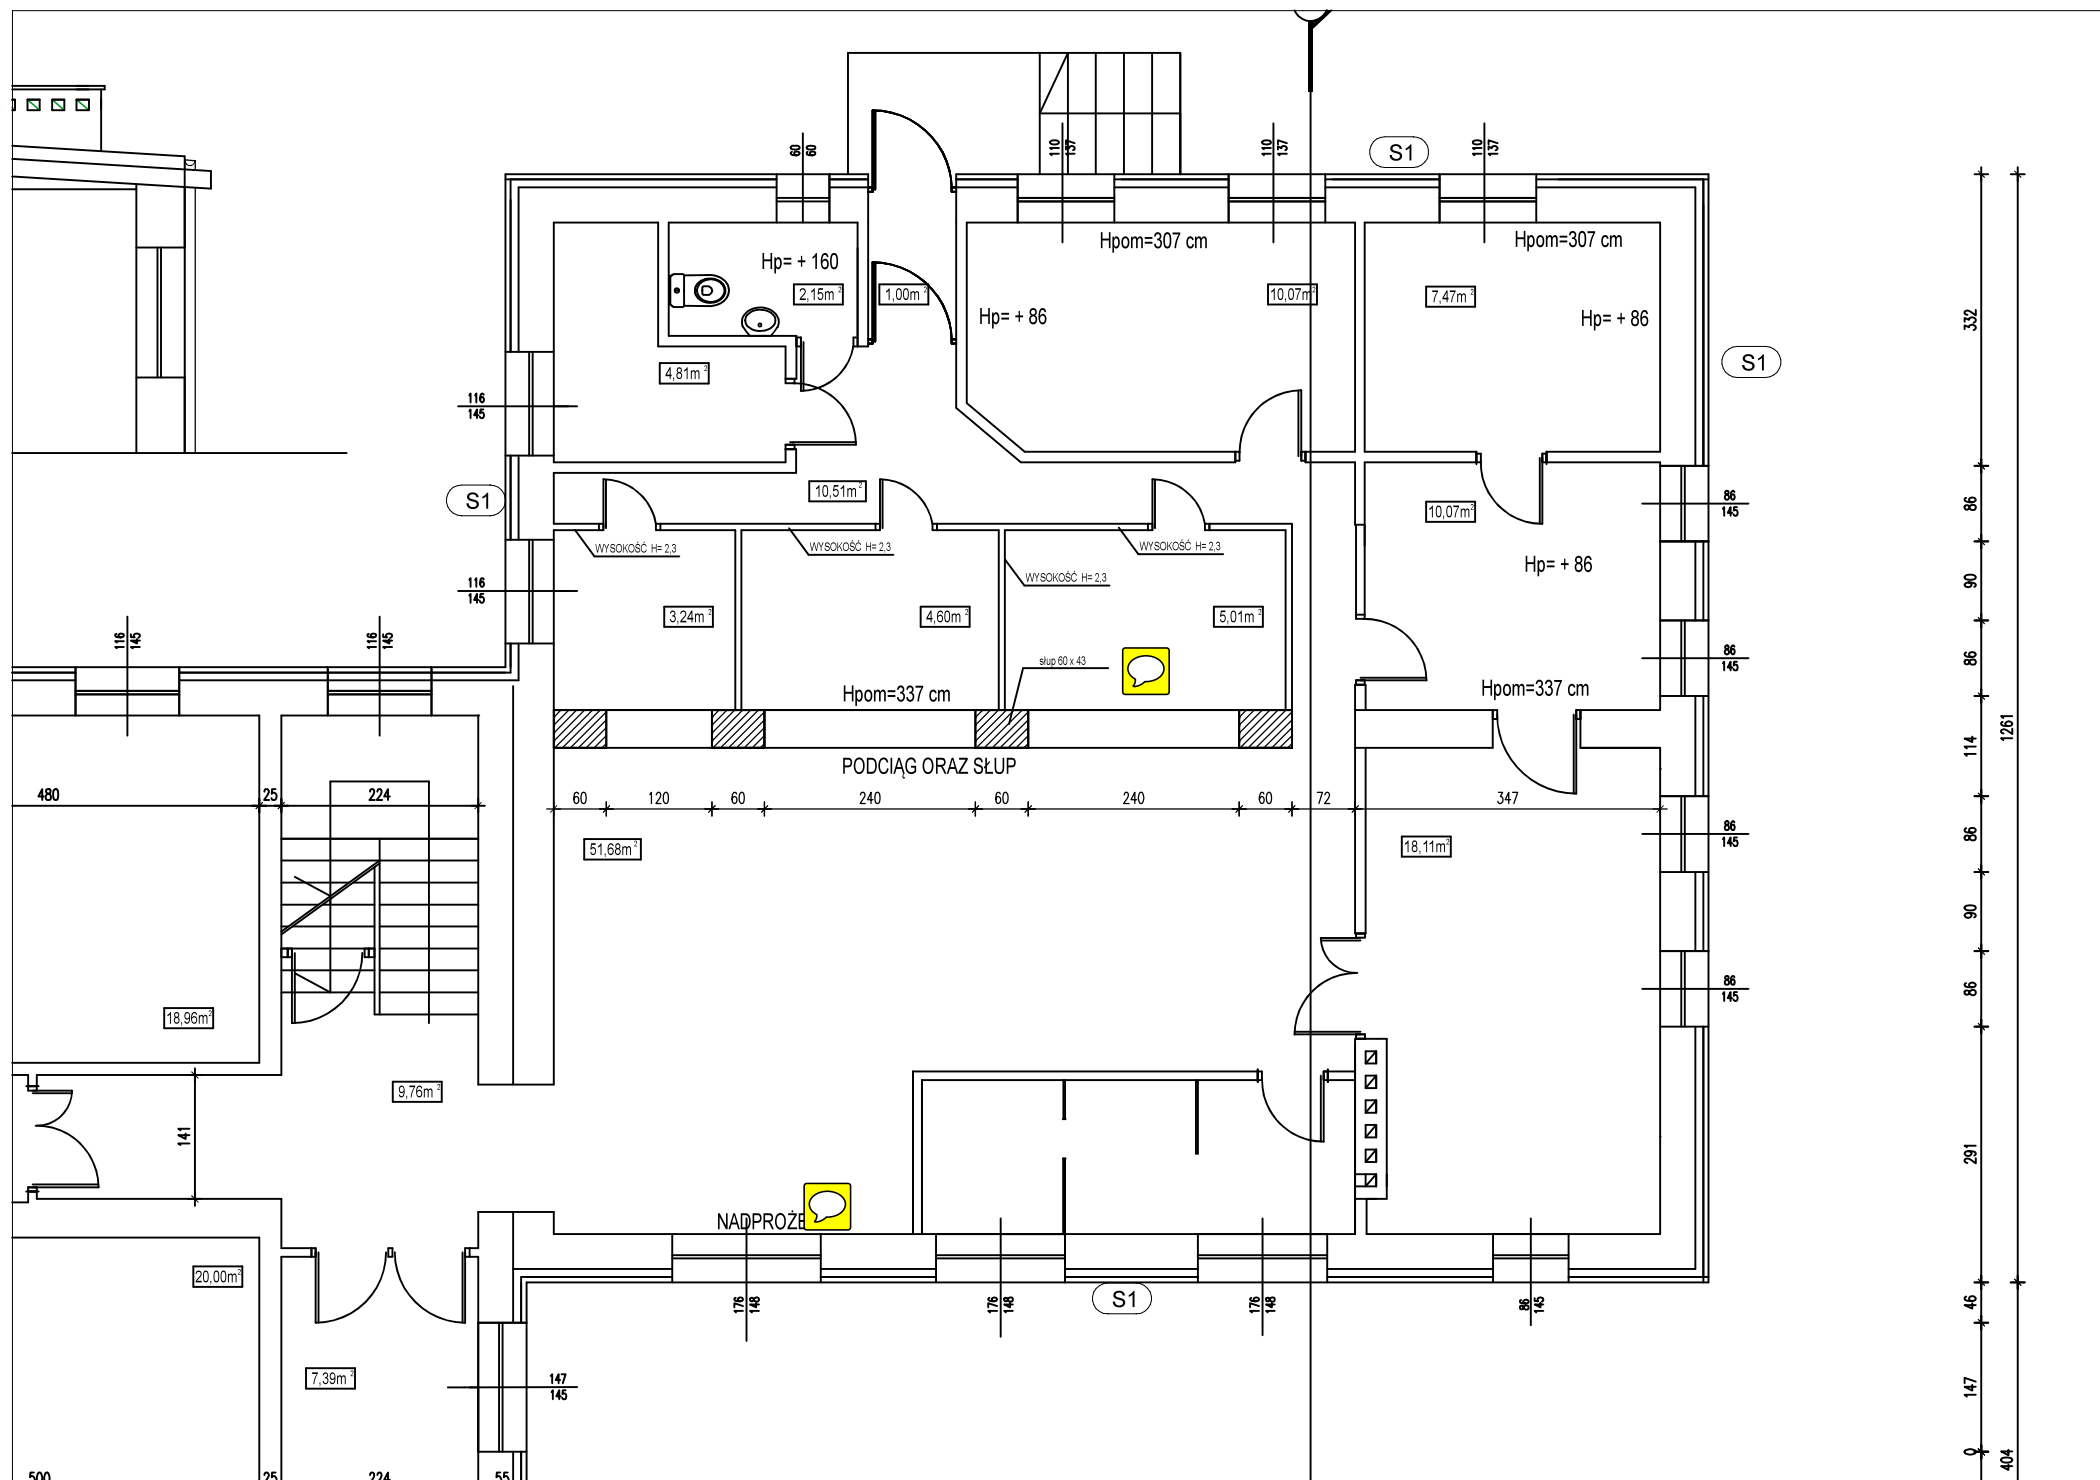 S1
60
60
110
137
110
137
110
137
Hpom=307 cm
Hpom=307 cm
Hp= + 160
2,15m²
1,00m²
10,07m²
7,47m²
Hp= + 86
Hp= + 86
332
S1
4,81m²
116
145
S1
10,51m²
10,07m²
86
145
86
WYSOKOŚĆ H= 2,3
WYSOKOŚĆ H= 2,3
WYSOKOŚĆ H= 2,3
WYSOKOŚĆ H= 2,3
Hp= + 86
90
116
145
3,24m²
4,60m²
5,01m²
116
145
116
145
słup 60 x 43
86
145
86
Hpom=337 cm
Hpom=337 cm
1261
114
PODCIĄG ORAZ SŁUP
480
25
224
60
120
60
240
60
240
60
72
347
51,68m²
18,11m²
86
145
86
90
18,96m²
86
145
86
9,76m²
141
291
NADPROŻE
20,00m²
176
148
176
148
176
148
86
145
S1
46
7,39m²
147
145
147
0
404
500
25
224
55